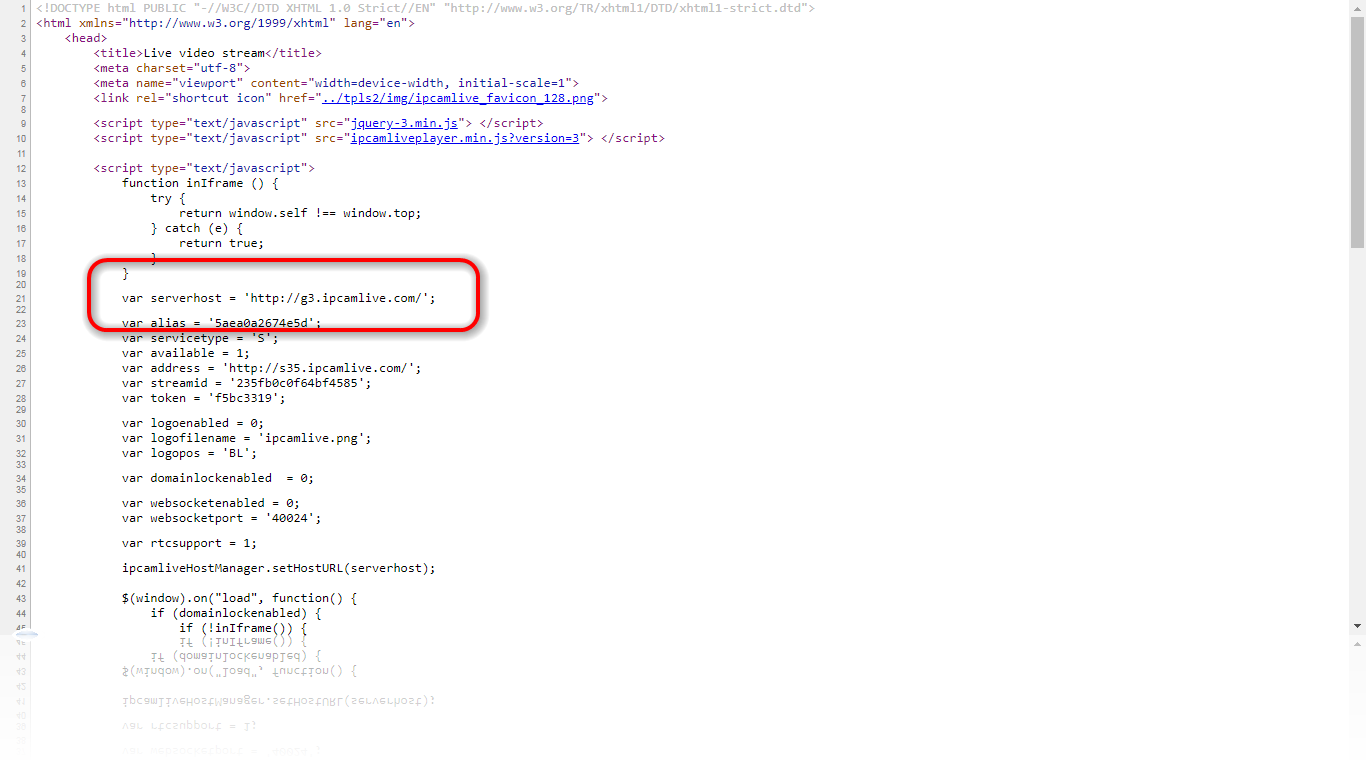 1 <!DOCTYPE html PUBLIC "-//W3C//DTD XHTML 1.0 Strict//EN" "http://www.w3.org/TR/xhtml1/DTD/xhtml1-strict.dtd">
2 <html xmlns="http://www.w3.org/1999/xhtml" lang="en">
3 <head>
4 <title>Live video stream</title>
5 <meta charset="utf-8">
6 <meta name="viewport" content="width=device-width, initial-scale=1">
7 <link rel="shortcut icon" href="../tpls2/img/ipcamlive_favicon_128.png">
8
9 <script type="text/javascript" src="jquery-3.min.js"> </script>
10 <script type="text/javascript" src="ipcamliveplayer.min.js?version=3"> </script>
11
12 <script type="text/javascript">
13 function inIframe () {
14 try {
15 return window.self !== window.top;
16 } catch (e) {
17 return true;
18 }
19 }
20
21 var serverhost = 'http://g3.ipcamlive.com/';
22
23 var alias = '5aea0a2674e5d';
24 var servicetype = 'S';
25 var available = 1;
26 var address = 'http://s35.ipcamlive.com/';
27 var streamid = '235fb0c0f64bf4585';
28 var token = 'f5bc3319';
29
30 var logoenabled = 0;
31 var logofilename = 'ipcamlive.png';
32 var logopos = 'BL';
33
34 var domainlockenabled  = 0;
35
36 var websocketenabled = 0;
37 var websocketport = '40024';
38
39 var rtcsupport = 1;
40
41 ipcamliveHostManager.setHostURL(serverhost);
42
43 $(window).on("load", function() {
44 if (domainlockenabled) {
45 if (!inIframe()) {